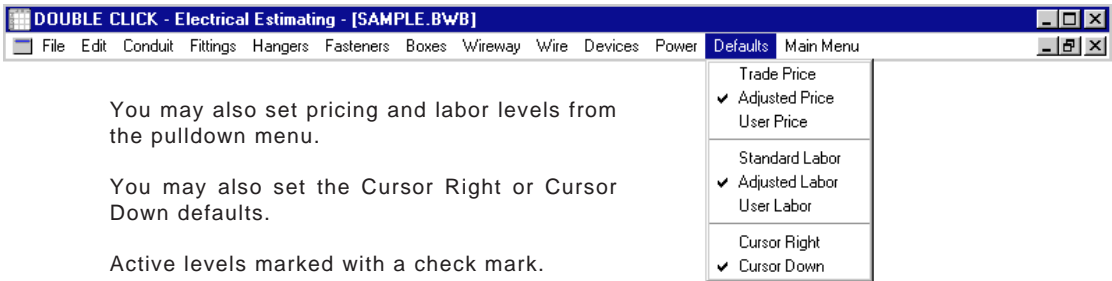 DOUBLE CLICK - Electrical Estimating - [SAMPLE.BWB]
File Edit Conduit Fittings Hangers Fasteners Boxes Wireway Wire Devices Power Defaults Main Menu
Trade Price
Adjusted Price
User Price
Standard Labor
Adjusted Labor
User Labor
Cursor Right
Cursor Down
You may also set pricing and labor levels from
the pulldown menu.
You may also set the Cursor Right or Cursor
Down defaults.
Active levels marked with a check mark.